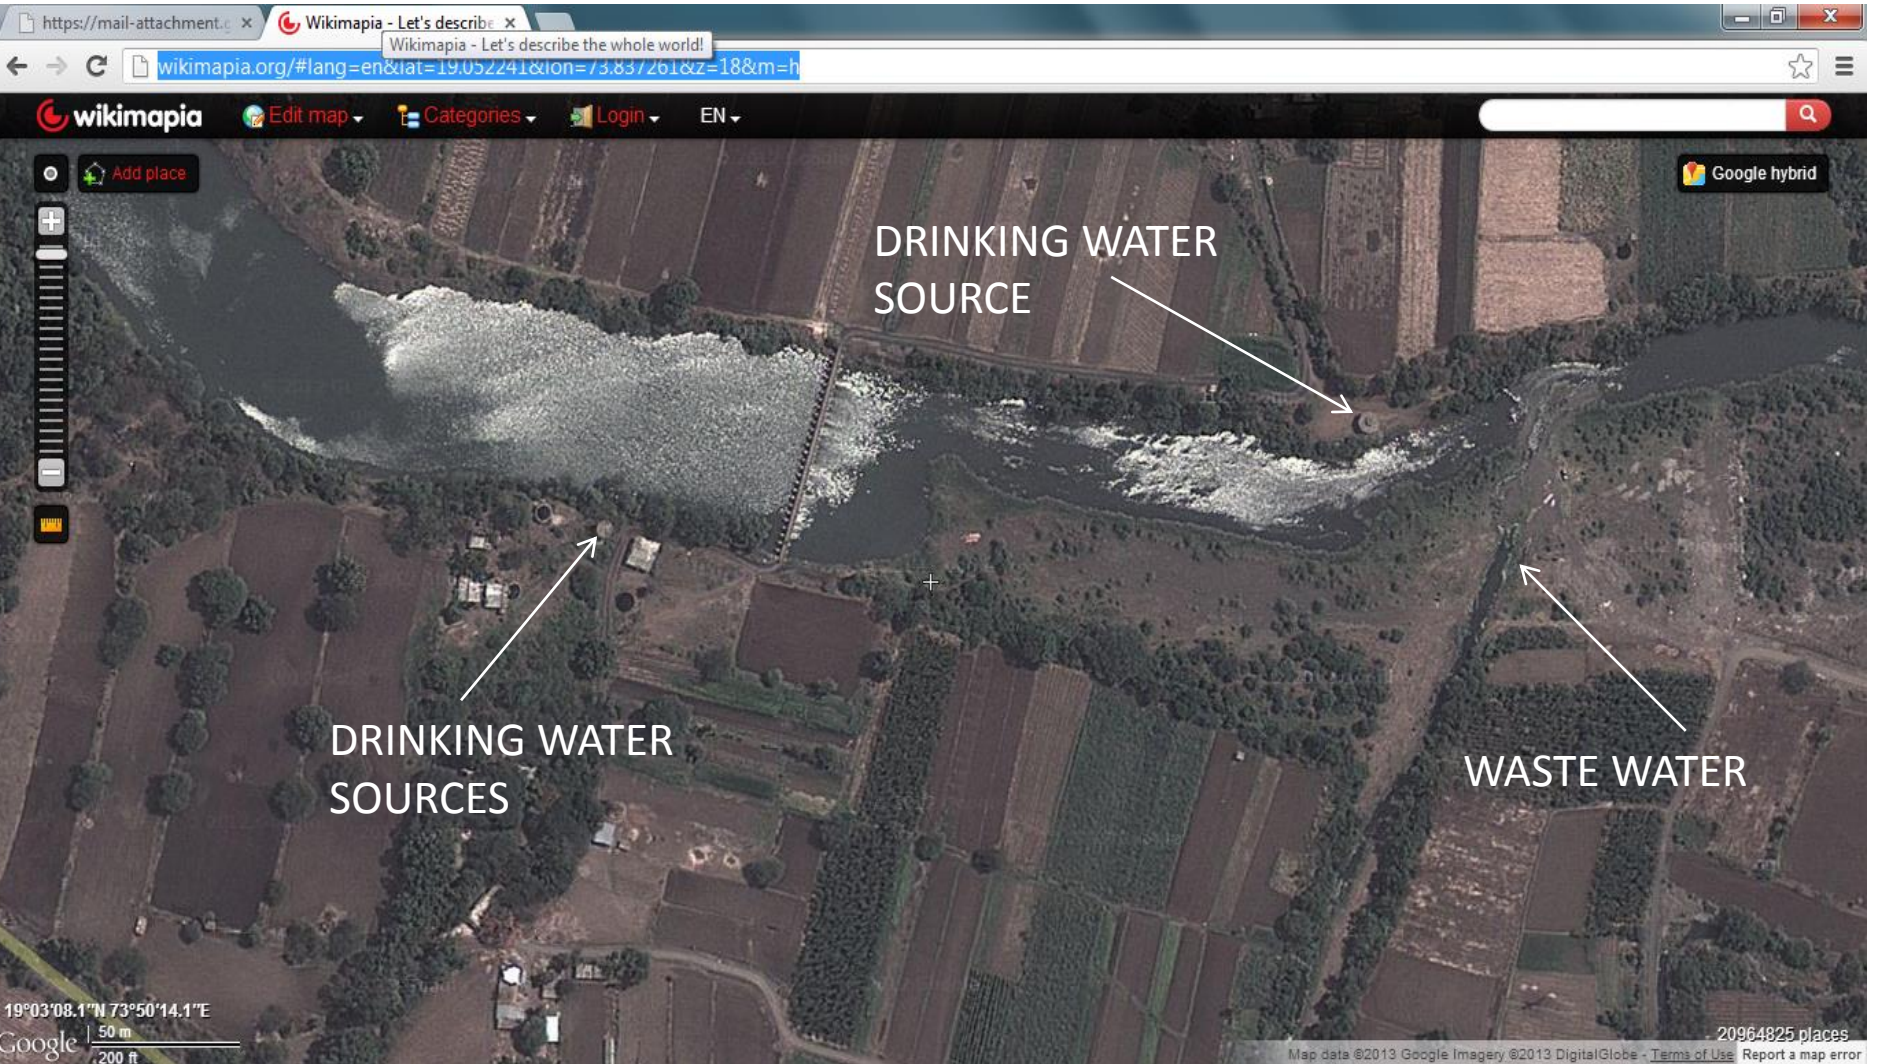 https://mail-attachment.g
Wikimapia - Let's describe
Wikimapia - Let's describe the whole world!
wikimapia.org/#lang=en&lat=19.052241&lon=73.837261&z=18&m=h
wikimapia
Edit map
Categories
Login
EN
Add place
Google hybrid
DRINKING WATER
SOURCE
DRINKING WATER
SOURCES
WASTE WATER
19°03'08.1"N 73°50'14.1"E
Google
50 m
200 ft
20964825 places
Map data ©2013 Google Imagery ©2013 DigitalGlobe - Terms of Use Report a map error